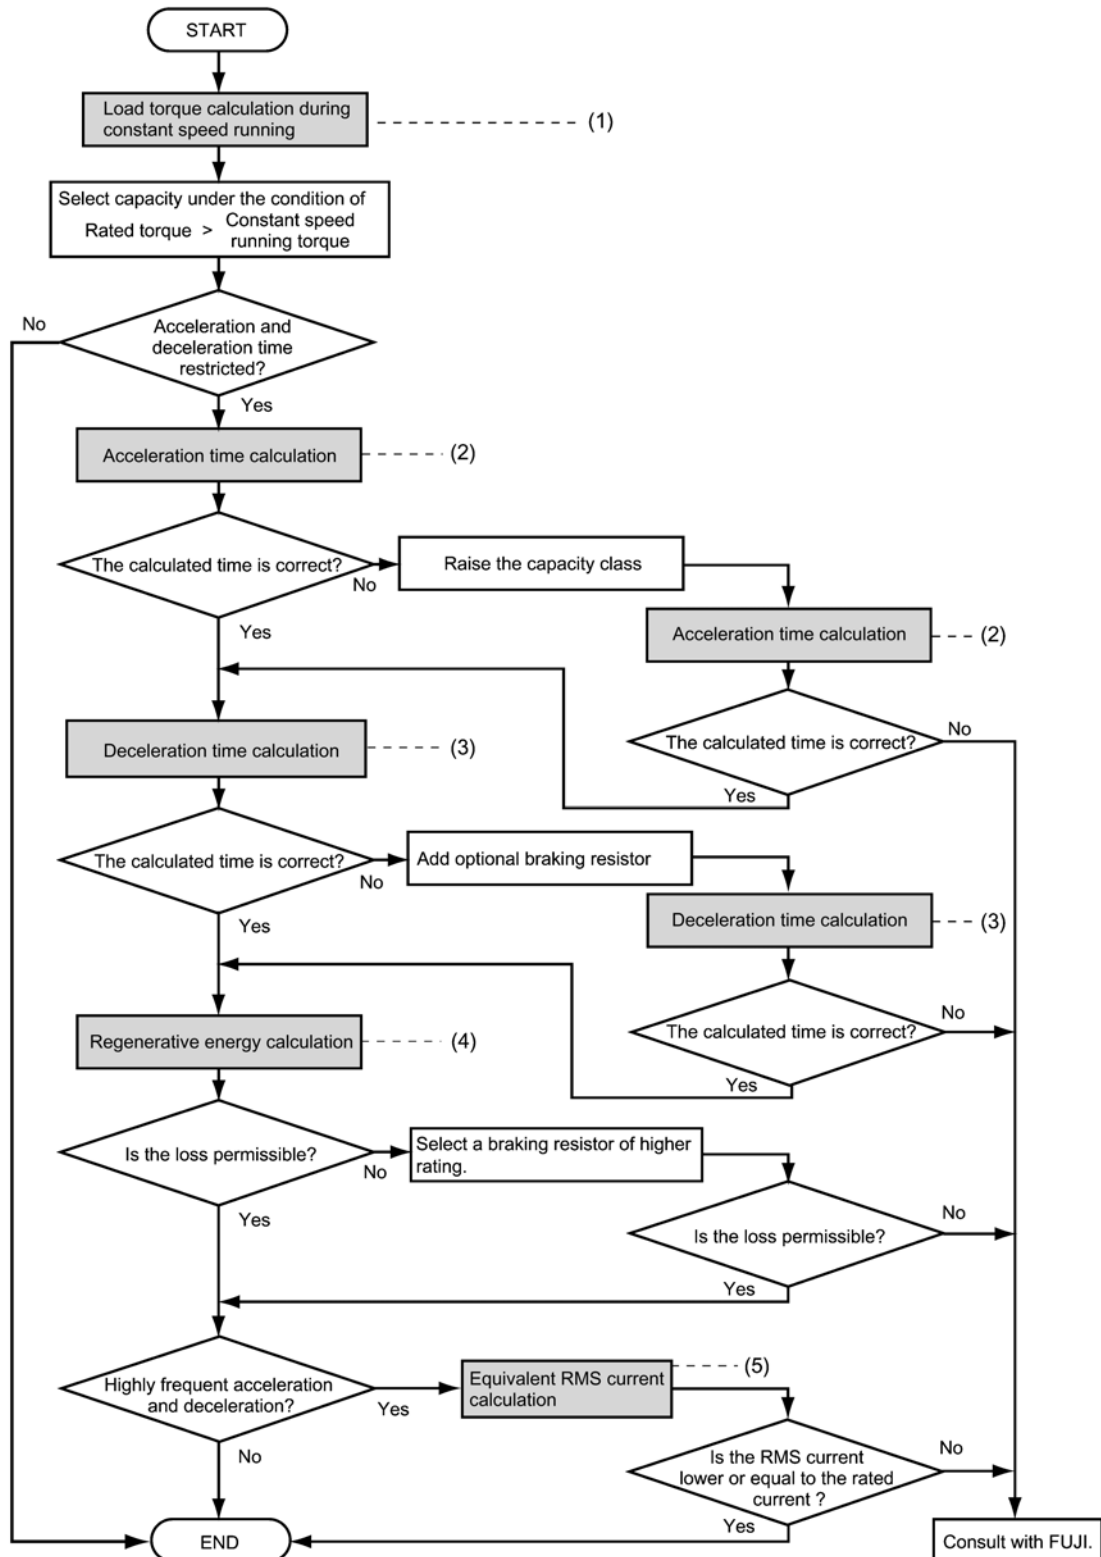 START
Load torque calculation during
constant speed running
(1)
Select capacity under the condition of
Rated torque > Constant speed
running torque
No
Acceleration and
deceleration time
restricted?
Yes
Acceleration time calculation
(2)
The calculated time is correct?
No
Raise the capacity class
Yes
Acceleration time calculation
(2)
The calculated time is correct?
No
Yes
Deceleration time calculation
(3)
The calculated time is correct?
No
Add optional braking resistor
Yes
Deceleration time calculation
(3)
The calculated time is correct?
No
Yes
Regenerative energy calculation
(4)
Is the loss permissible?
No
Select a braking resistor of higher
rating.
Yes
Is the loss permissible?
No
Yes
Highly frequent acceleration
and deceleration?
Yes
Equivalent RMS current
calculation
(5)
No
Is the RMS current
lower or equal to the rated
current ?
No
Yes
END
Consult with FUJI.